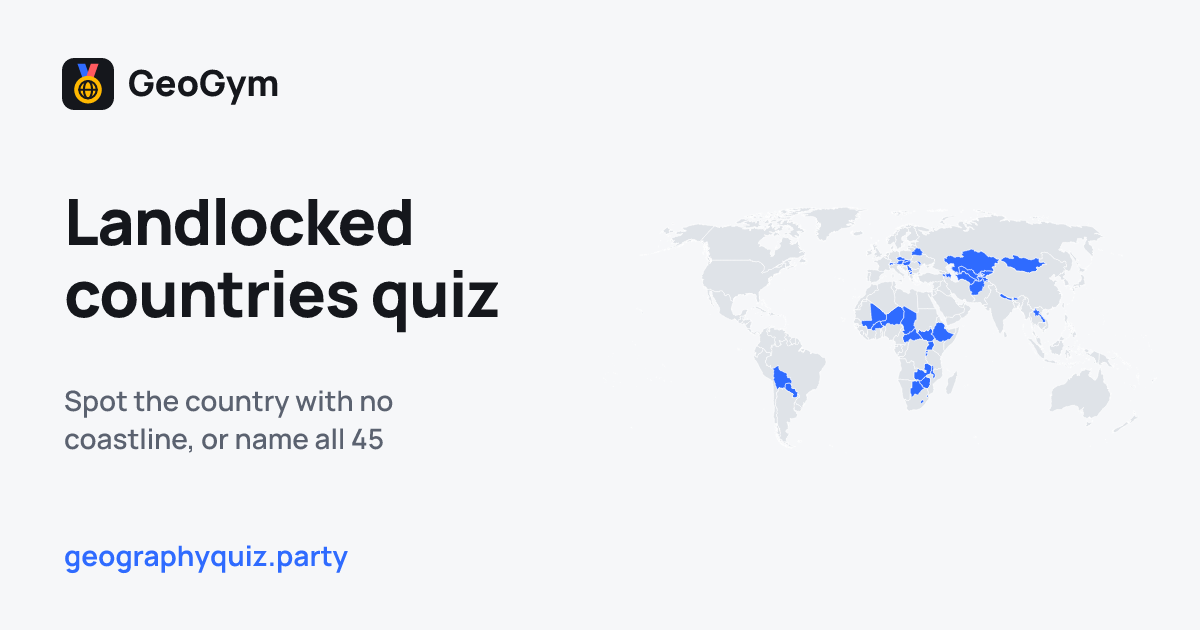 GeoGym
Landlocked
countries quiz
Spot the country with no
coastline, or name all 45
geographyquiz.party